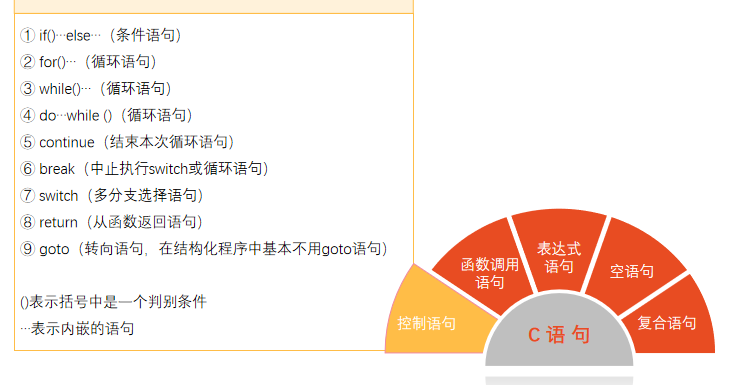 ① if()…else…（条件语句）
② for()…（循环语句）
③ while()…（循环语句）
④ do…while ()（循环语句）
⑤ continue（结束本次循环语句）
⑥ break（中止执行switch或循环语句）
⑦ switch（多分支选择语句）
⑧ return（从函数返回语句）
⑨ goto（转向语句，在结构化程序中基本不用goto语句）
()表示括号中是一个判别条件
…表示内嵌的语句
控制语句
函数调用
语句
表达式
语句
空语句
复合语句
C 语 句